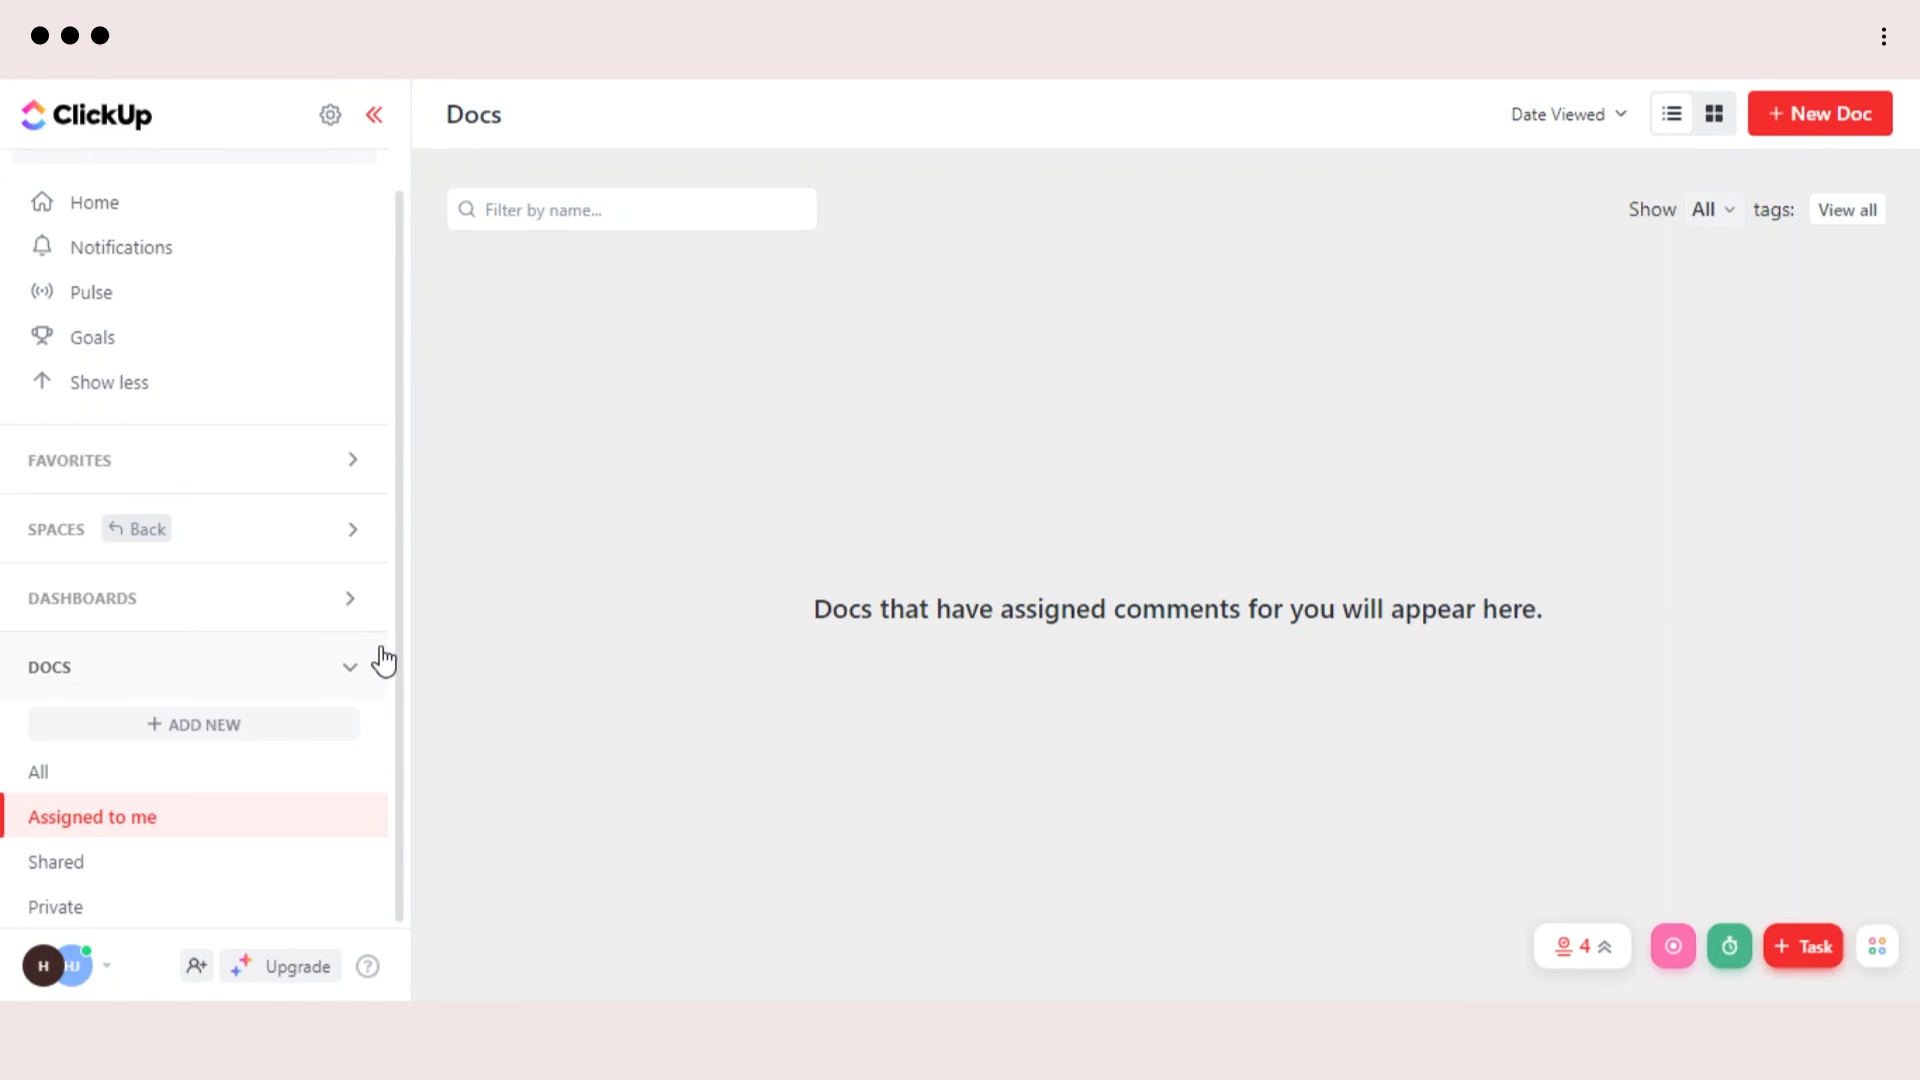 ClickUp
Docs
Date Viewed
+ New Doc
Home
Notifications
Pulse
Goals
Show less
FAVORITES
SPACES Back
DASHBOARDS
DOCS
+ ADD NEW
All
Assigned to me
Shared
Private
H HJ
Upgrade
?
Filter by name...
Show All tags: View all
Docs that have assigned comments for you will appear here.
4
+ Task